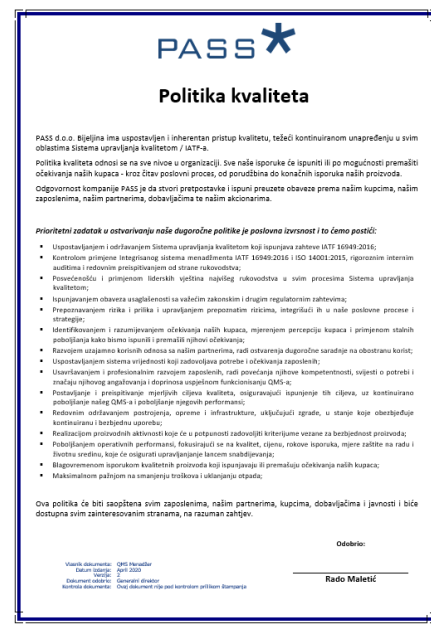 PASS
Politika kvaliteta
PASS d.o.o. Bijeljina ima uspostavljen i inherentan pristup kvalitetu, težeći kontinuiranom unapređenju u svim
oblastima Sistema upravljanja kvalitetom / IATF-a.
Politika kvaliteta odnosi se na sve nivoe u organizaciji. Sve naše isporuke će ispuniti ili po mogućnosti premašiti
očekivanja naših kupaca - kroz čitav poslovni proces, od porudžbina do konačnih isporuka naših proizvoda.
Odgovornost kompanije PASS je da stvori pretpostavke i ispuni preuzete obaveze prema našim kupcima, našim
zaposlenima, našim partnerima, dobavljačima te našim akcionarima.
Prioritetni zadatak u ostvarivanju naše dugoročne politike je poslovna izvrsnost i to ćemo postići:
▪ Uspostavljanjem i održavanjem Sistema upravljanja kvalitetom koji ispunjava zahteve IATF 16949:2016;
▪ Kontrolom primjene Integrisanog sistema menadžmenta IATF 16949:2016 i ISO 14001:2015, rigoroznim internim
auditima i redovnim preispitivanjem od strane rukovodstva;
▪ Posvećenošću i primjenom liderskih vještina najvišeg rukovodstva u svim procesima Sistema upravljanja
kvalitetom;
▪ Ispunjavanjem obaveza usaglašenosti sa važećim zakonskim i drugim regulatornim zahtevima;
▪ Prepoznavanjem rizika i prilika i upravljanjem prepoznatim rizicima, integrišući ih u naše poslovne procese i
strategije;
▪ Identifikovanjem i razumijevanjem očekivanja naših kupaca, mjerenjem percepciju kupaca i primjenom stalnih
poboljšanja kako bismo ispunili i premašili njihovi očekivanja;
▪ Razvojem uzajamno korisnih odnosa sa našim partnerima, radi ostvarenja dugoročne saradnje na obostranu korist;
▪ Uspostavljanjem sistema vrijednosti koji zadovoljava potrebe i očekivanja zaposlenih;
▪ Usavršavanjem i profesionalnim razvojem zaposlenih, radi povećanja njihove kompetentnosti, svijesti o potrebi i
značaju njihovog angažovanja i doprinosa uspješnom funkcionisanju QMS-a;
▪ Postavljanje i preispitivanje mjerljivih ciljeva kvaliteta, osiguravajući ispunjenje tih ciljeva, uz kontinuirano
poboljšanje našeg QMS-a i poboljšanje njegovih performansi;
▪ Redovnim održavanjem postrojenja, opreme i infrastrukture, uključujući zgrade, u stanje koje obezbjeđuje
kontinuiranu i bezbjednu uporebu;
▪ Realizacijom proizvodnih aktivnosti koje će u potpunosti zadovoljiti kriterijume vezane za bezbjednost proizvoda;
▪ Poboljšanjem operativnih performansi, fokusirajući se na kvalitet, cijenu, rokove isporuka, mjere zaštite na radu i
životnu sredinu, koje će osigurati upravljanjanje lancem snabdijevanja;
▪ Blagovremenom isporukom kvalitetnih proizvoda koji ispunjavaju ili premašuju očekivanja naših kupaca;
▪ Maksimalnom pažnjom na smanjenju troškova i uklanjanju otpada;
Ova politika će biti saopštena svim zaposlenima, našim partnerima, kupcima, dobavljačima i javnosti i biće
dostupna svim zainteresovanim stranama, na razuman zahtjev.
Odobrio:
Vlasnik dokumenta: QMS Menadžer
Datum izdanja: April 2020
Verzija: 2
Dokument odobrio: Generalni direktor
Kontrola dokumenta: Ovaj dokument nije pod kontrolom prilikom štampanja
Rado Maletić